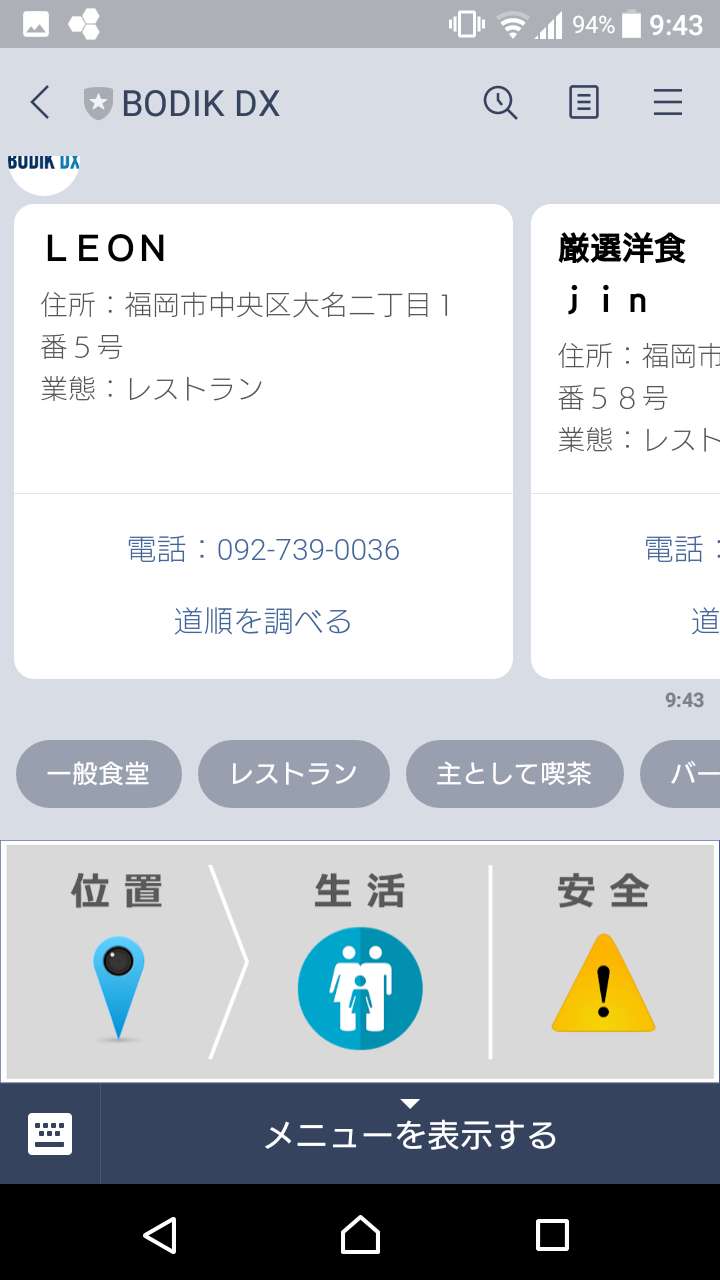 94% 9:43
BODIK DX
BODIK DX
ＬＥＯＮ
住所：福岡市中央区大名二丁目１
番５号
業態：レストラン
電話：092-739-0036
道順を調べる
厳選洋食
ｊｉｎ
住所：福岡市
番５８号
業態：レスト
電話：
道
9:43
一般食堂
レストラン
主として喫茶
バー
位置
生活
安全
メニューを表示する